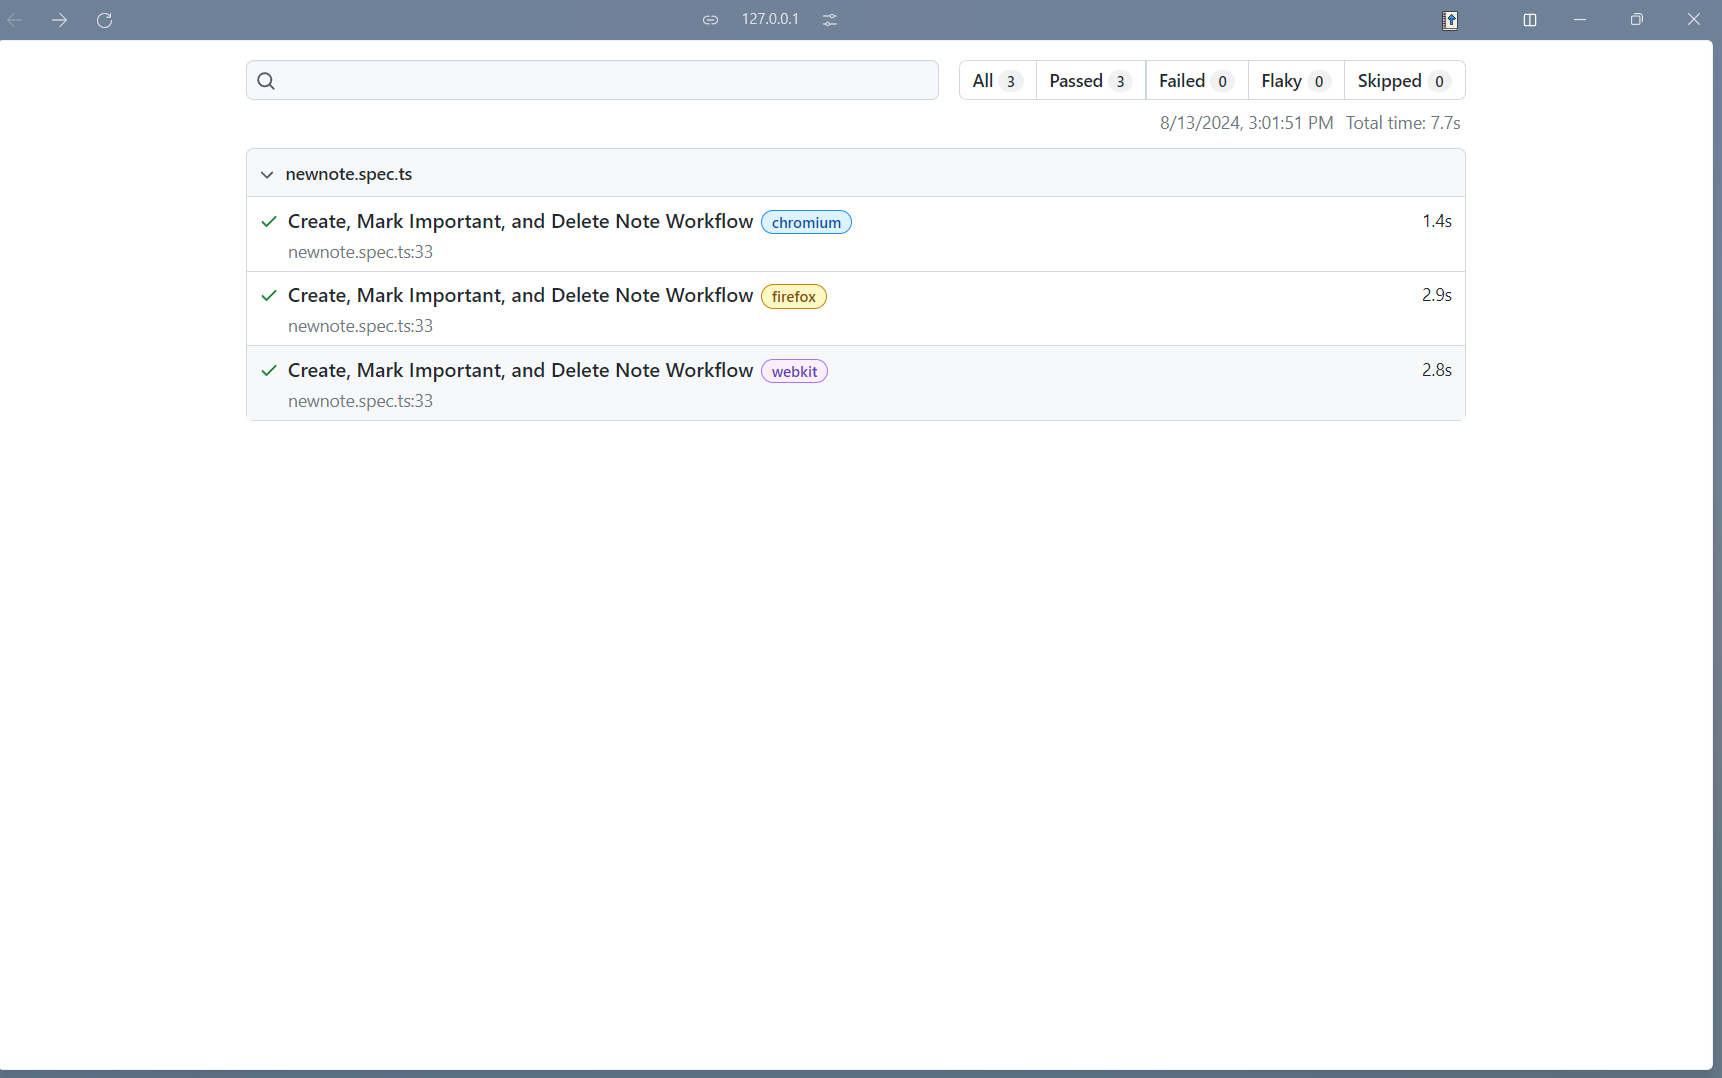 127.0.0.1
All 3 Passed 3 Failed 0 Flaky 0 Skipped 0
8/13/2024, 3:01:51 PM Total time: 7.7s
newnote.spec.ts
Create, Mark Important, and Delete Note Workflow chromium 1.4s
newnote.spec.ts:33
Create, Mark Important, and Delete Note Workflow firefox 2.9s
newnote.spec.ts:33
Create, Mark Important, and Delete Note Workflow webkit 2.8s
newnote.spec.ts:33